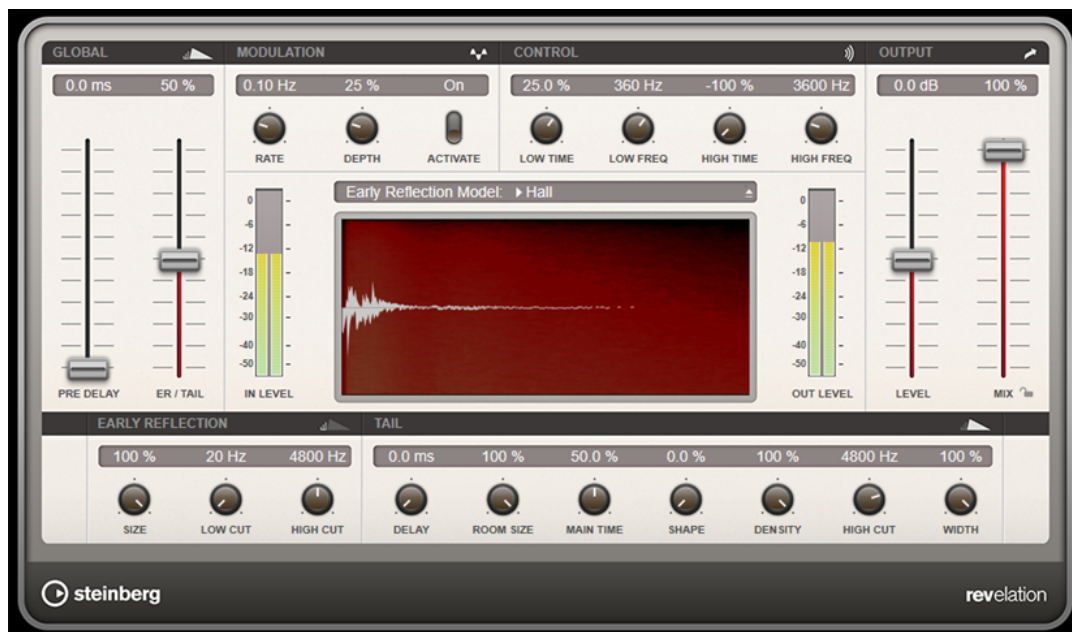 GLOBAL
0.0 ms 50 %
PRE DELAY ER / TAIL
MODULATION
0.10 Hz 25 % On
RATE DEPTH ACTIVATE
CONTROL
25.0 % 360 Hz -100 % 3600 Hz
LOW TIME LOW FREQ HIGH TIME HIGH FREQ
OUTPUT
0.0 dB 100 %
LEVEL MIX
0
-6
-12
-18
-24
-30
-40
-50
IN LEVEL
Early Reflection Model: Hall
0
-6
-12
-18
-24
-30
-40
-50
OUT LEVEL
EARLY REFLECTION
100 % 20 Hz 4800 Hz
SIZE LOW CUT HIGH CUT
TAIL
0.0 ms 100 % 50.0 % 0.0 % 100 % 4800 Hz 100 %
DELAY ROOM SIZE MAIN TIME SHAPE DENSITY HIGH CUT WIDTH
steinberg
revelation